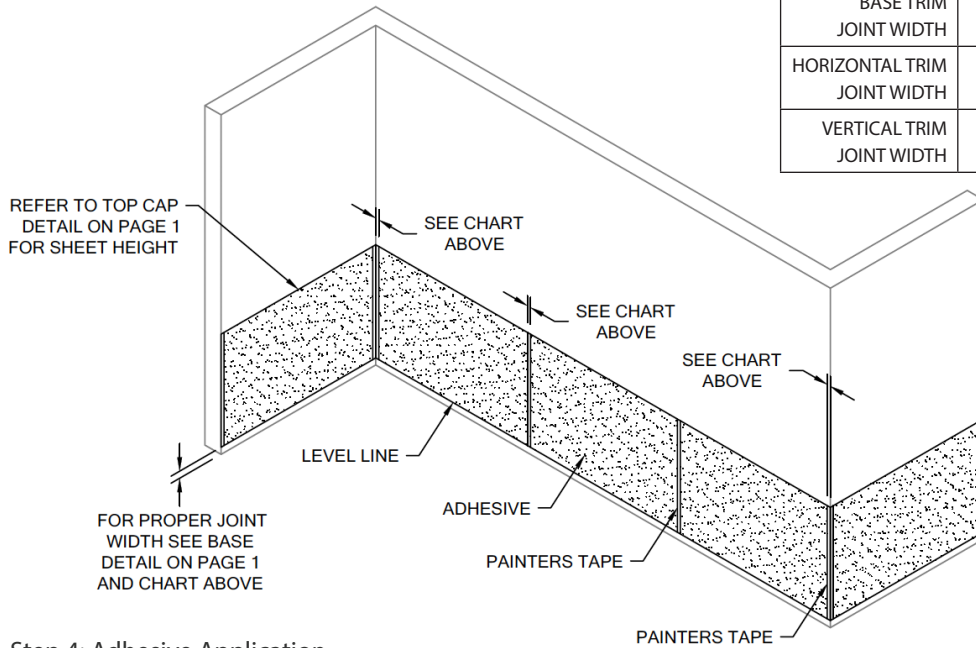 BASE TRIM
JOINT WIDTH
HORIZONTAL TRIM
JOINT WIDTH
VERTICAL TRIM
JOINT WIDTH
REFER TO TOP CAP
DETAIL ON PAGE 1
FOR SHEET HEIGHT
SEE CHART
ABOVE
SEE CHART
ABOVE
SEE CHART
ABOVE
LEVEL LINE
ADHESIVE
PAINTERS TAPE
FOR PROPER JOINT
WIDTH SEE BASE
DETAIL ON PAGE 1
AND CHART ABOVE
PAINTERS TAPE
Step 4: Adhesive Application